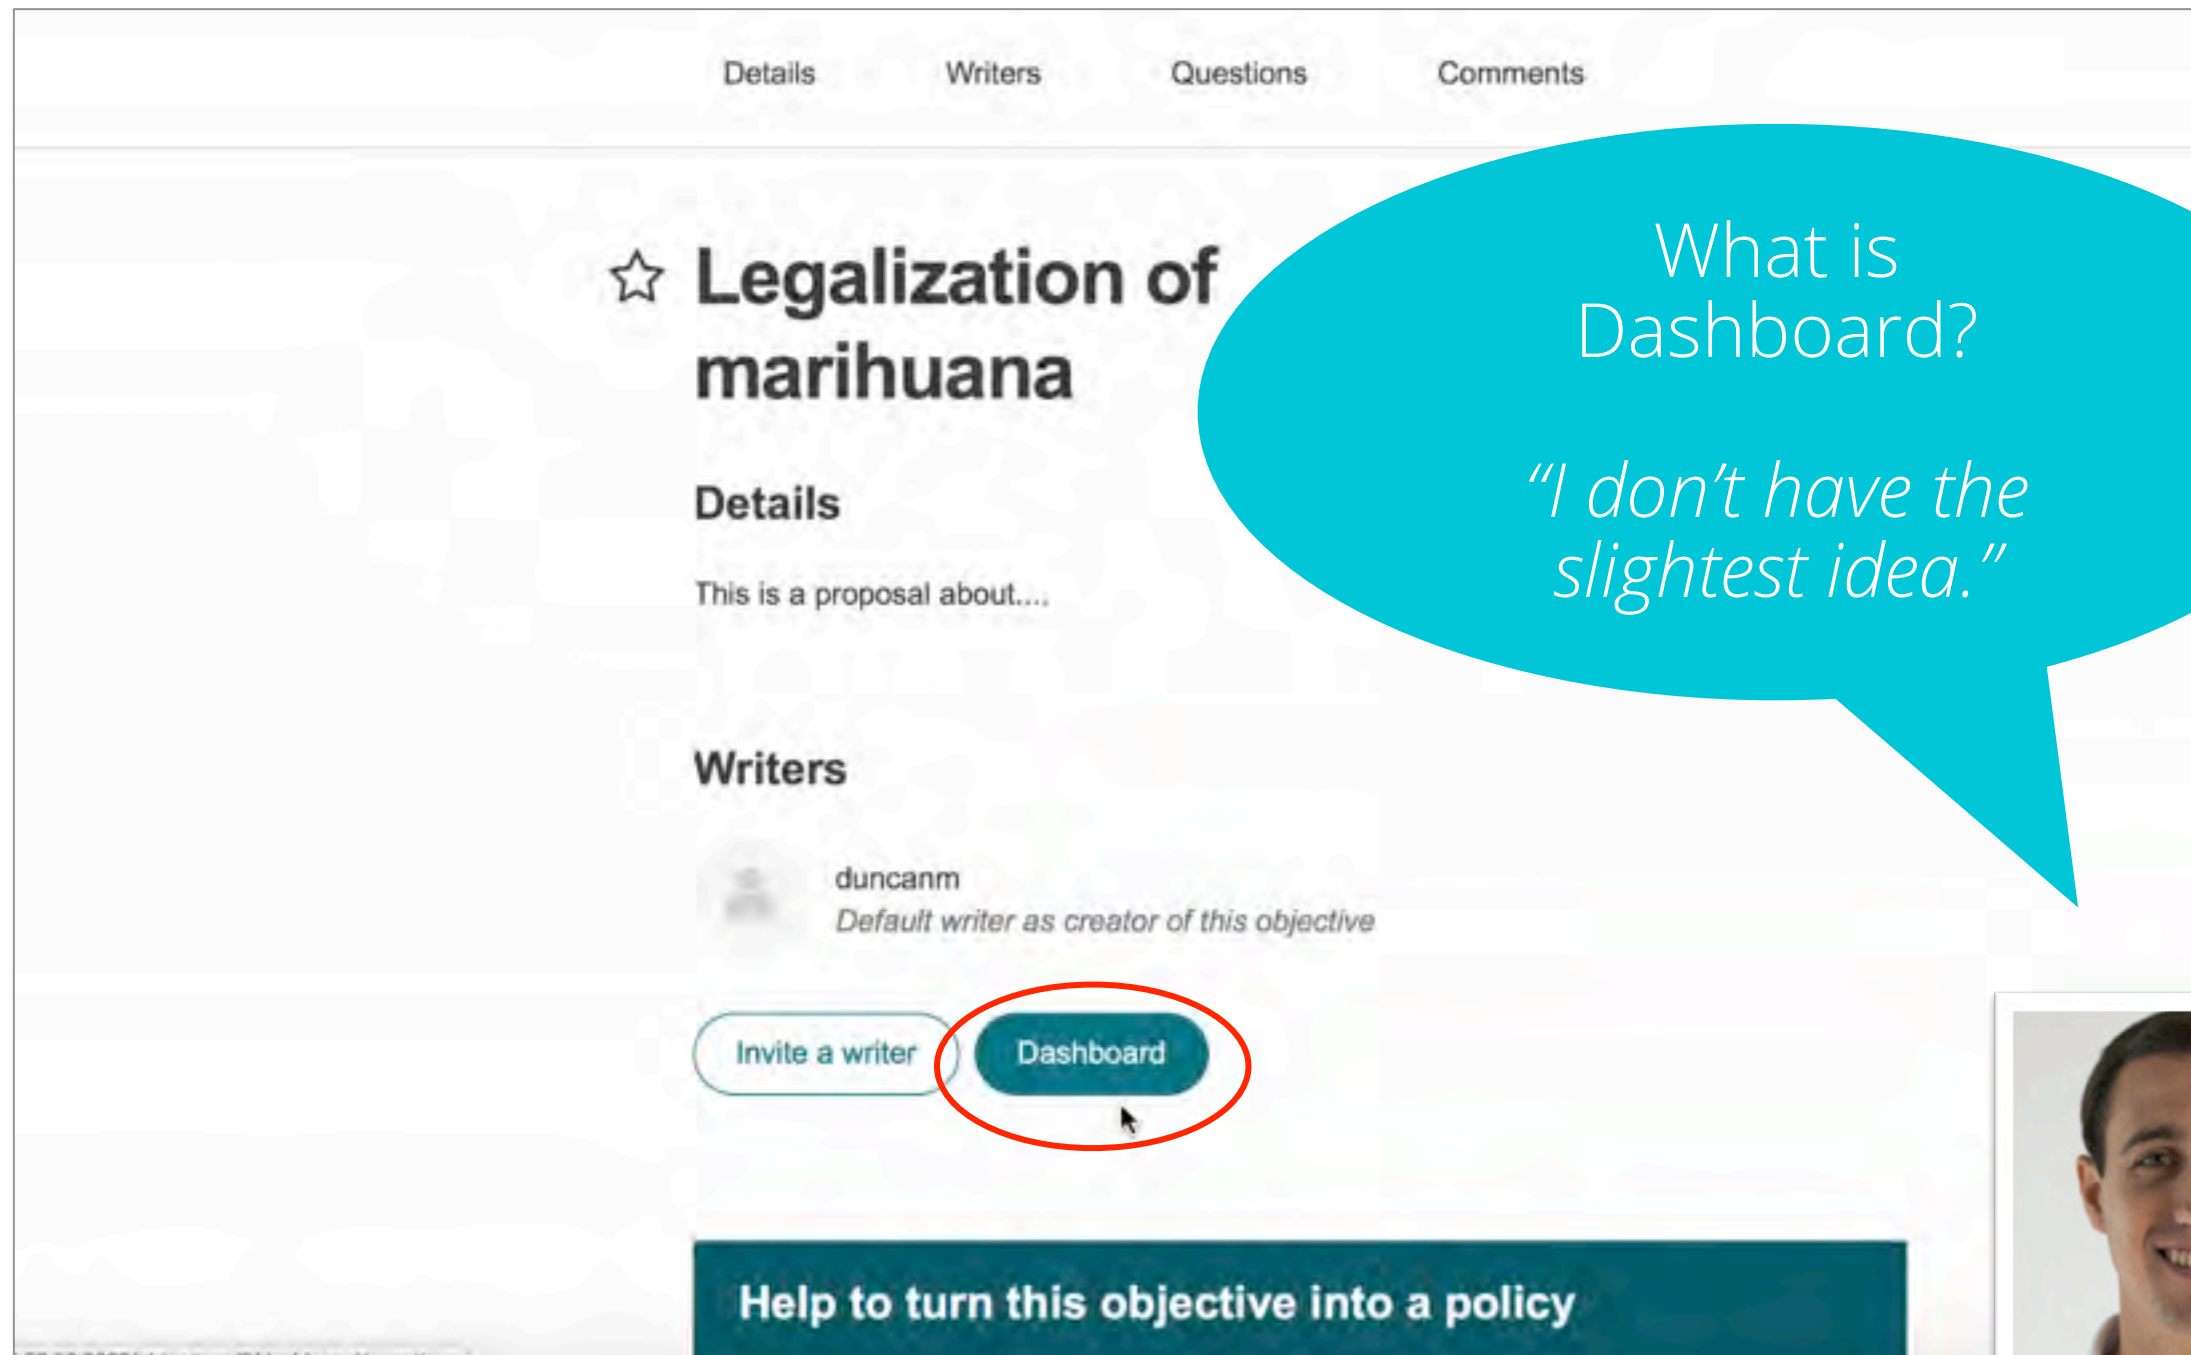 Details Writers Questions Comments
Legalization of
marihuana
Details
This is a proposal about....
Writers
duncanm
Default writer as creator of this objective
Invite a writer Dashboard
Help to turn this objective into a policy
What is
Dashboard?
“I don’t have the
slightest idea.”